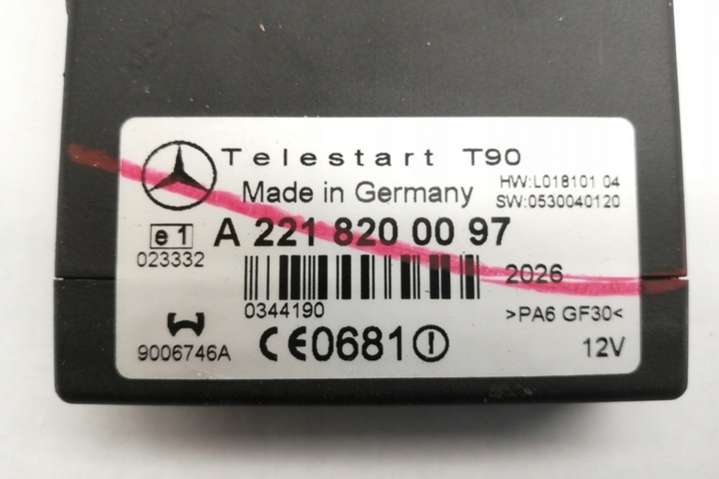 Telestart T90
HW:L018101 04
Made in Germany
SW:0530040120
e1
A 221 820 00 97
023332
2026
0344190
>PA6 GF30<
9006746A
CE0681
12V